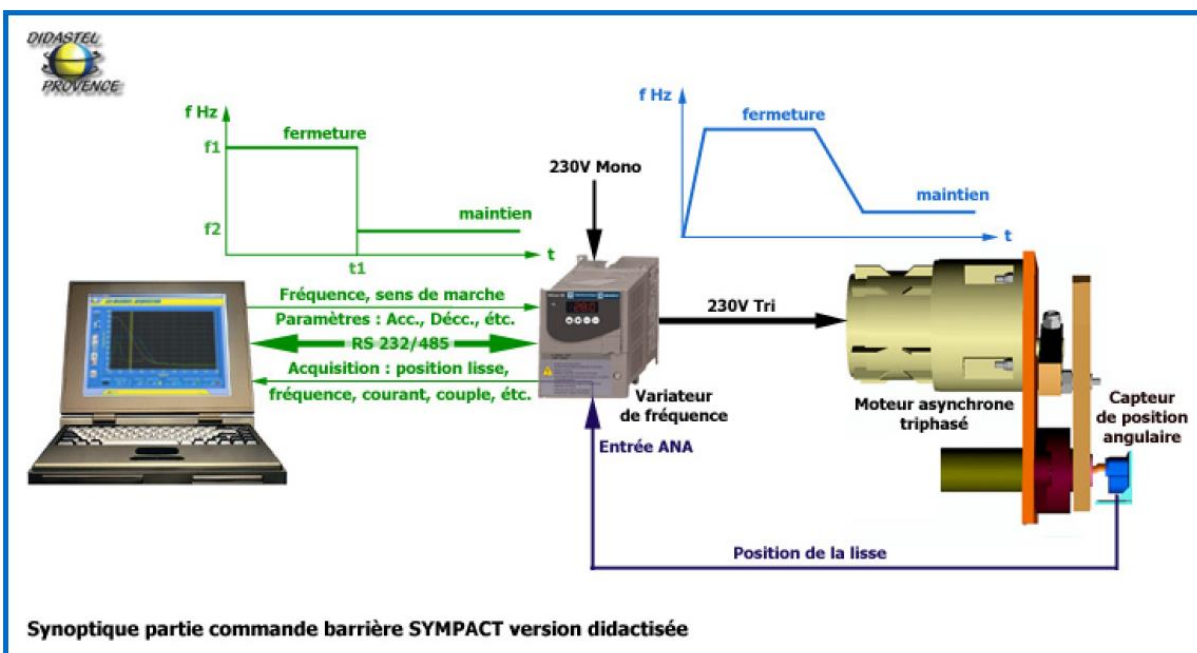 DIDASTEL
PROVENCE
f Hz
fermeture
f1
maintien
f2
t
t1
230V Mono
f Hz
fermeture
maintien
t
Fréquence, sens de marche
Paramètres : Acc., Décc., étc.
RS 232/485
Acquisition : position lisse,
fréquence, courant, couple, étc.
Variateur
de fréquence
230V Tri
Moteur asynchrone
triphasé
Capteur
de position
angulaire
Entrée ANA
Position de la lisse
Synoptique partie commande barrière SYMPACT version didactisée